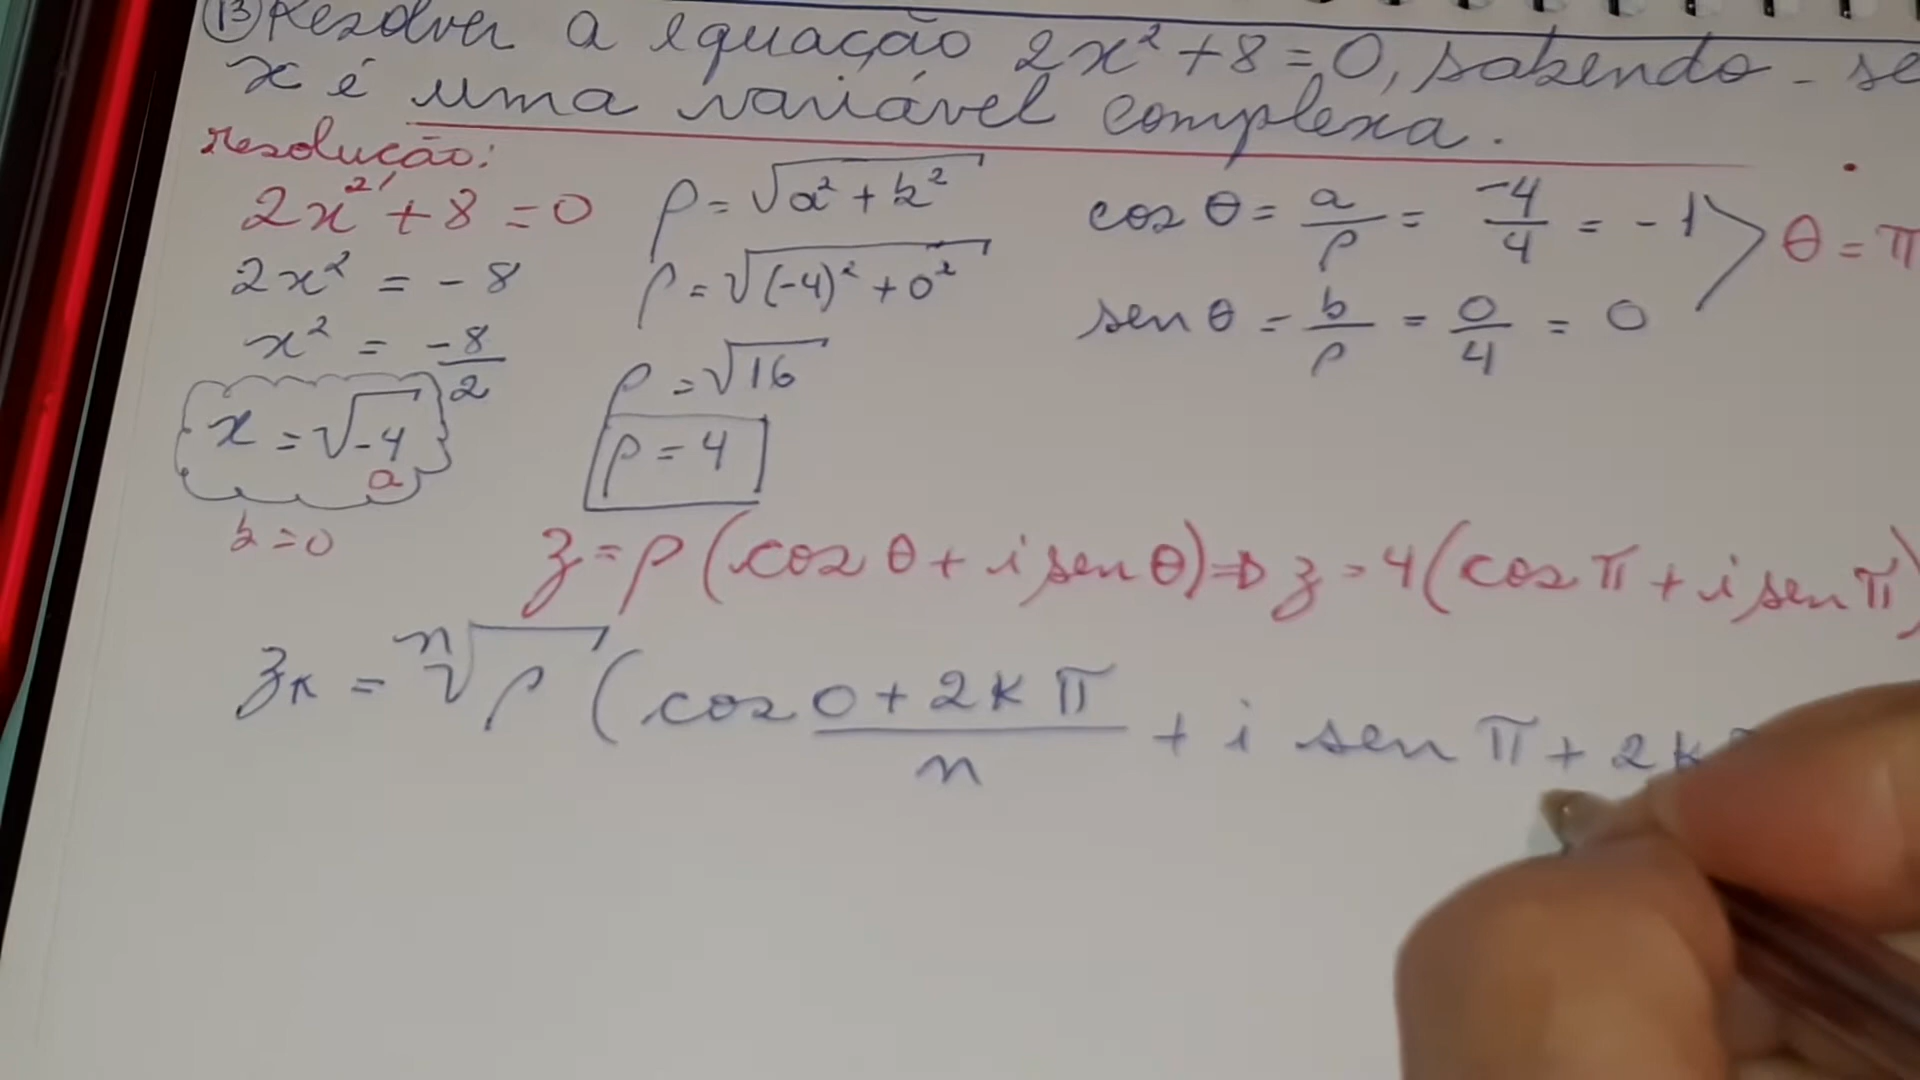 13 Resolver a equação 2x² + 8 = 0, sabendo-se
x é uma variável complexa.
resolução:
2x² + 8 = 0
2x² = -8
x² = -8/2
x = √-4
a
b = 0
ρ = √a² + b²
ρ = √(-4)² + 0²
ρ = √16
ρ = 4
cos θ = a/ρ = -4/4 = -1
sen θ = b/ρ = 0/4 = 0
θ = π
z = ρ (cos θ + i sen θ) ⇒ z = 4 (cos π + i sen π)
zκ = ⁿ√ρ (cos 0 + 2kπ/n + i sen π + 2k